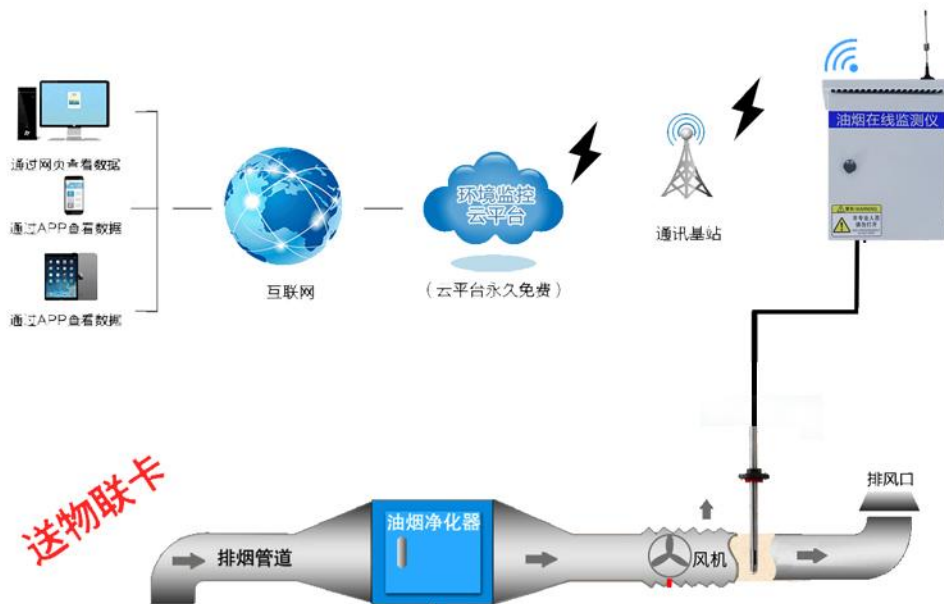 油烟在线监测仪
通过网页查看数据
通过APP查看数据
通过APP查看数据
互联网
环境监控
云平台
(云平台永久免费)
通讯基站
送物联卡
排烟管道
油烟净化器
风机
排风口